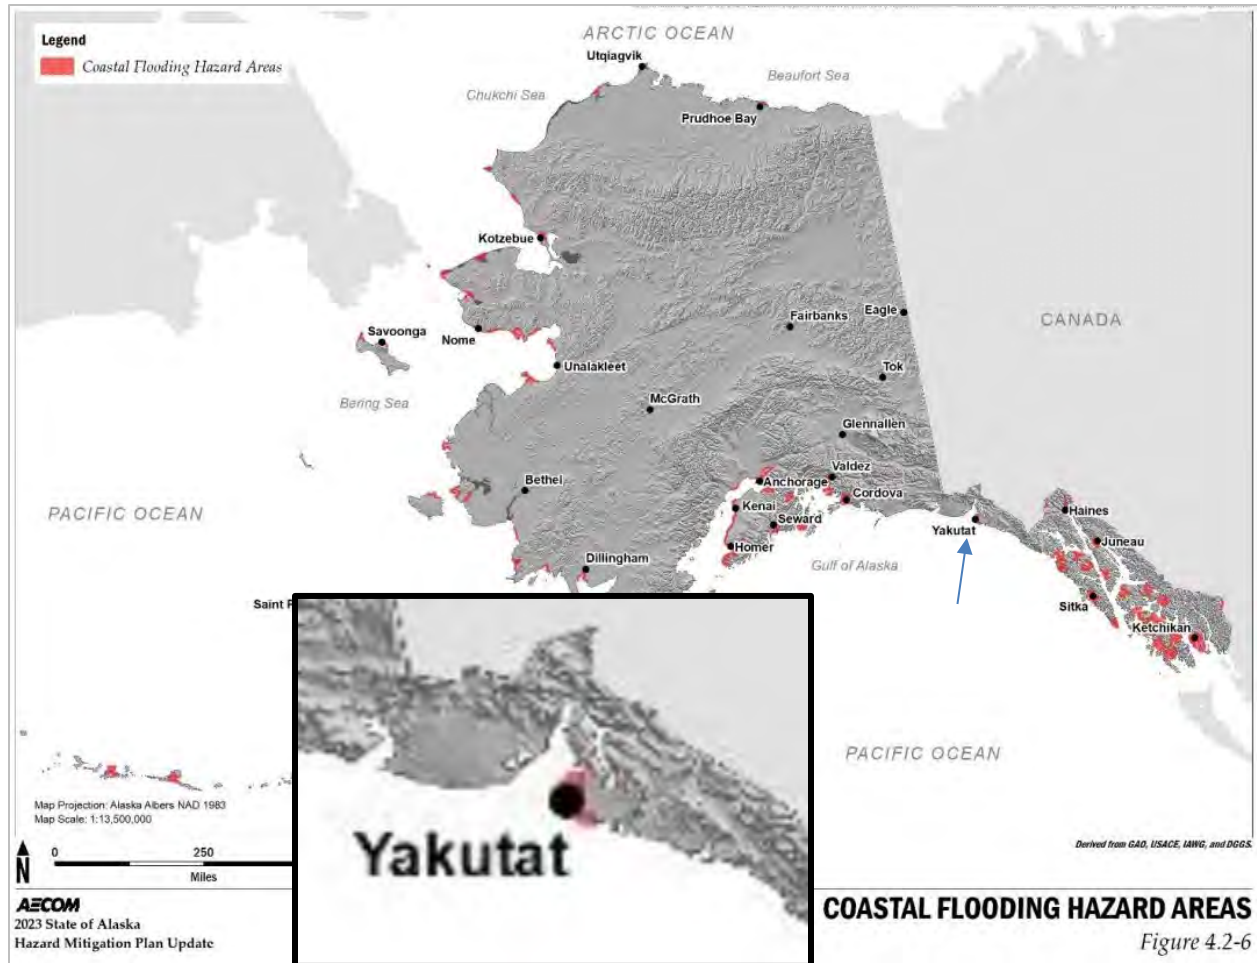 Legend
Coastal Flooding Hazard Areas
ARCTIC OCEAN
Utqiagvik
Beaufort Sea
Chukchi Sea
Prudhoe Bay
Kotzebue
Fairbanks
Eagle
CANADA
Savoonga
Nome
Unalakleet
Tok
McGrath
Bering Sea
Glennallen
Valdez
Anchorage
Bethel
Cordova
PACIFIC OCEAN
Kenai
Seward
Yakutat
Haines
Juneau
Homer
Dillingham
Gulf of Alaska
Saint
Sitka
Ketchikan
PACIFIC OCEAN
Yakutat
Map Projection: Alaska Albers NAD 1983
Map Scale: 1:13,500,000
N
0 250
Miles
Derived from GAO, USACE, IAWG, and DGGS.
AECOM
2023 State of Alaska
Hazard Mitigation Plan Update
COASTAL FLOODING HAZARD AREAS
Figure 4.2-6